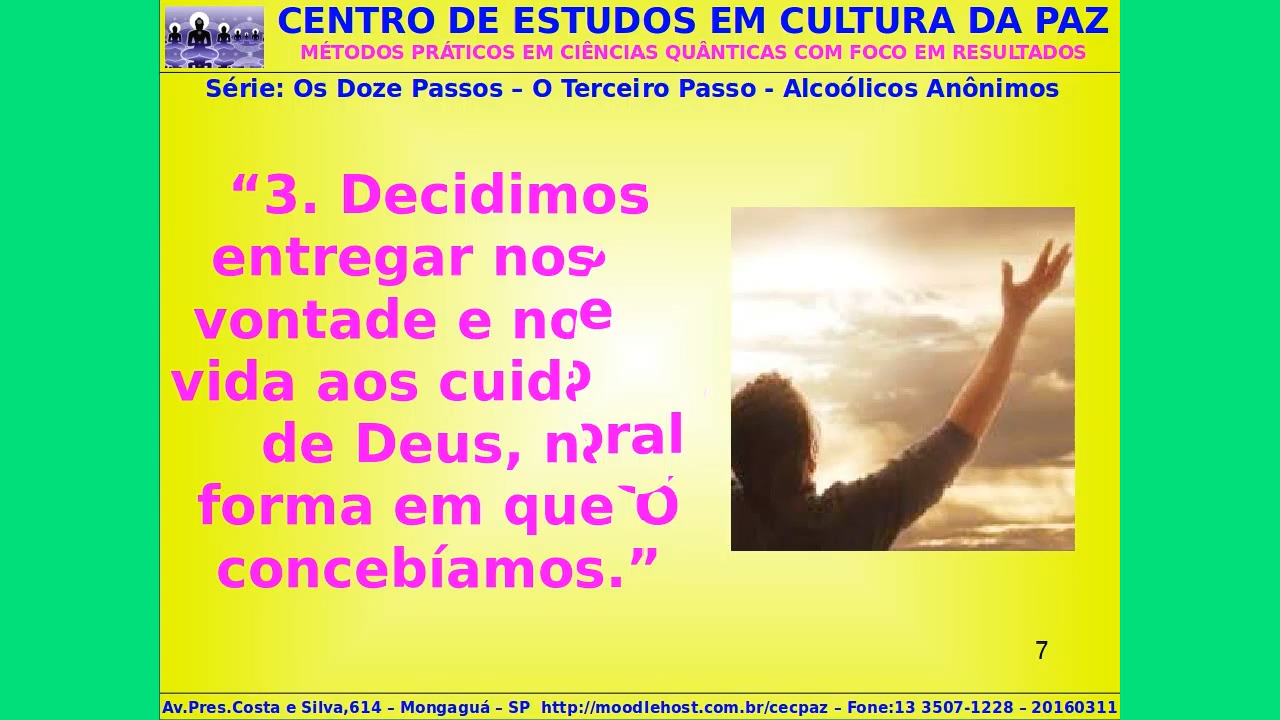 CENTRO DE ESTUDOS EM CULTURA DA PAZ
MÉTODOS PRÁTICOS EM CIÊNCIAS QUÂNTICAS COM FOCO EM RESULTADOS
Série: Os Doze Passos – O Terceiro Passo - Alcoólicos Anônimos
“3. Decidimos
entregar
vontade e
vida aos
de Deus,
forma em que O
concebíamos.”
7
Av.Pres.Costa e Silva,614 – Mongaguá – SP http://moodlehost.com.br/cecpaz – Fone:13 3507-1228 – 20160311